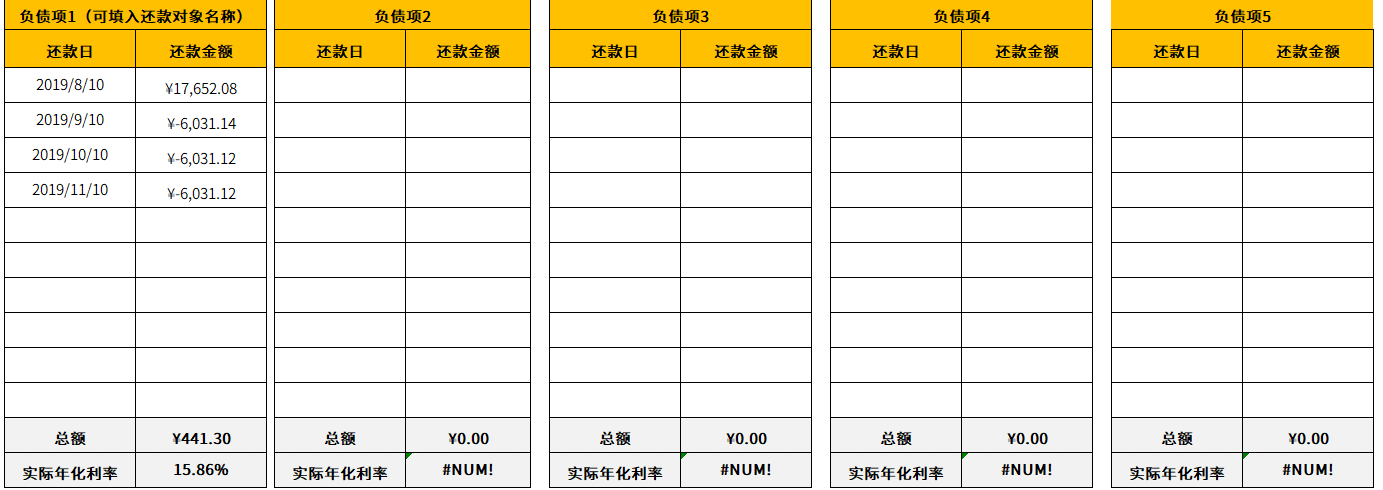 负债项1（可填入还款对象名称） 负债项2 负债项3 负债项4 负债项5
还款日 还款金额 还款日 还款金额 还款日 还款金额 还款日 还款金额 还款日 还款金额
2019/8/10 ¥17,652.08
2019/9/10 ¥-6,031.14
2019/10/10 ¥-6,031.12
2019/11/10 ¥-6,031.12
总额 ¥441.30 总额 ¥0.00 总额 ¥0.00 总额 ¥0.00 总额 ¥0.00
实际年化利率 15.86% 实际年化利率 #NUM! 实际年化利率 #NUM! 实际年化利率 #NUM! 实际年化利率 #NUM!